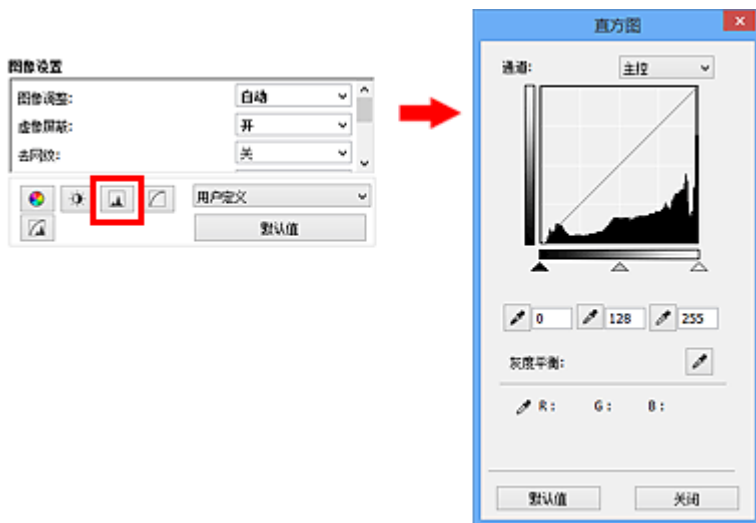 图像设置
图像调整: 自动
虚像屏蔽: 开
去网纹: 关
用户定义
默认值
直方图
通道: 主控
0 128 255
灰度平衡:
R: G: B:
默认值 关闭